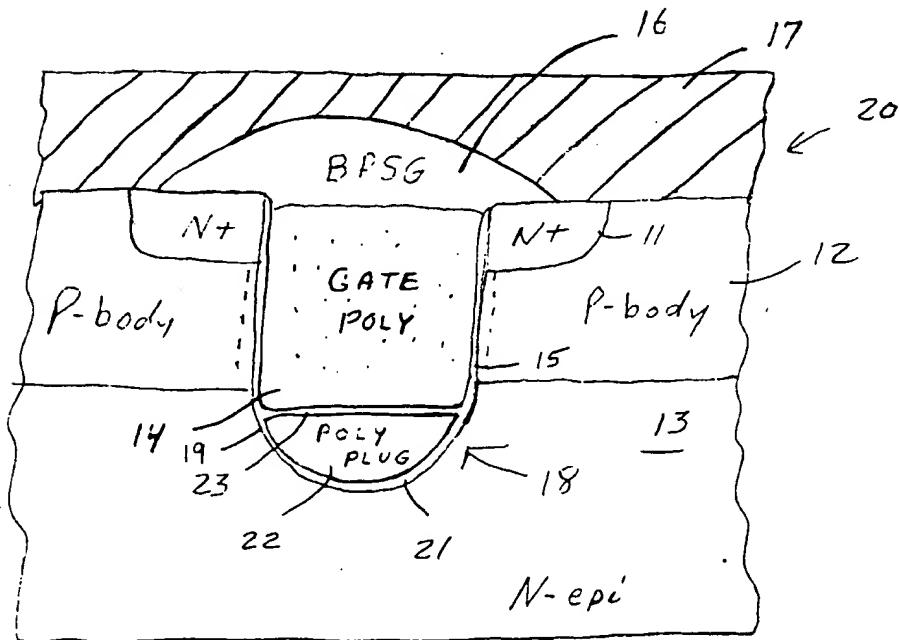 16
17
20
BPSG
N+
N+
11
12
GATE
POLY
P-body
P-body
15
14
19
23
POLY
PLUG
13
18
22
21
N-epi